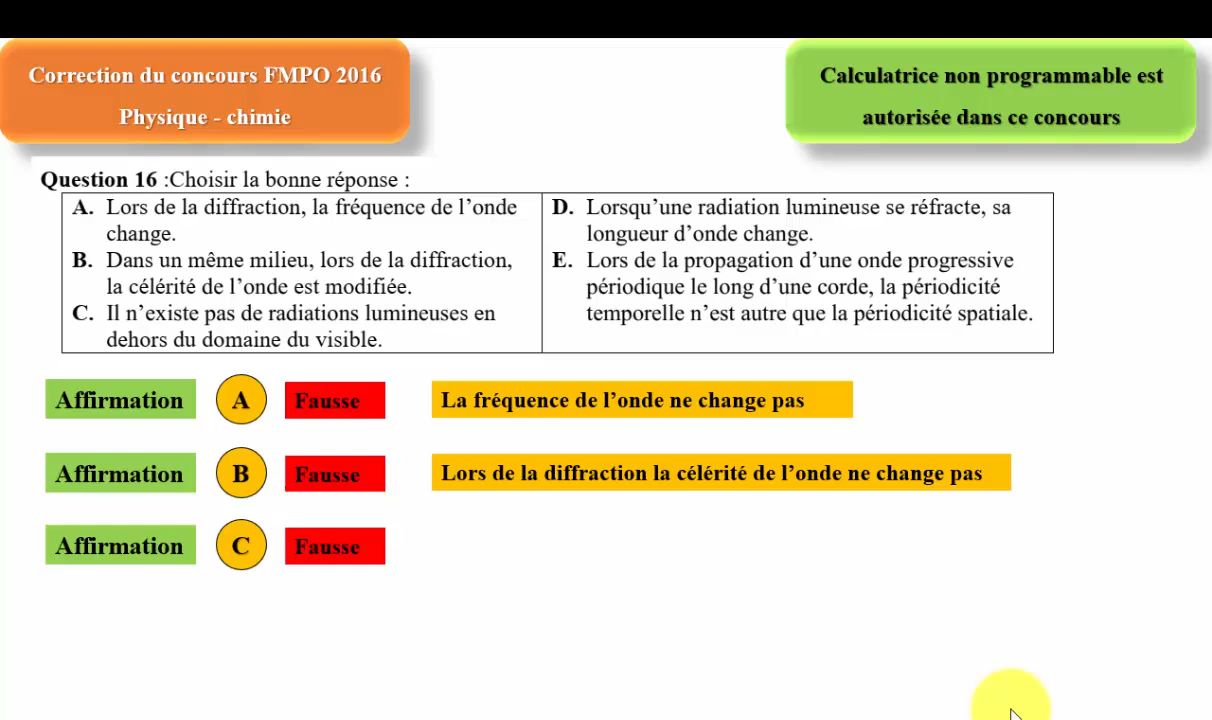 Correction du concours FMPO 2016
Physique - chimie
Calculatrice non programmable est
autorisée dans ce concours
Question 16 :Choisir la bonne réponse :
A. Lors de la diffraction, la fréquence de l'onde
change.
B. Dans un même milieu, lors de la diffraction,
la célérité de l'onde est modifiée.
C. Il n'existe pas de radiations lumineuses en
dehors du domaine du visible.
D. Lorsqu'une radiation lumineuse se réfracte, sa
longueur d'onde change.
E. Lors de la propagation d'une onde progressive
périodique le long d'une corde, la périodicité
temporelle n'est autre que la périodicité spatiale.
Affirmation A Fausse La fréquence de l'onde ne change pas
Affirmation B Fausse Lors de la diffraction la célérité de l'onde ne change pas
Affirmation C Fausse